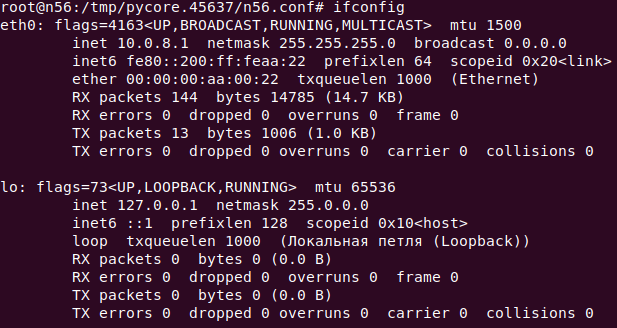 root@n56:/tmp/pycore.45637/n56.conf# ifconfig
eth0: flags=4163<UP,BROADCAST,RUNNING,MULTICAST>  mtu 1500
        inet 10.0.8.1  netmask 255.255.255.0  broadcast 0.0.0.0
        inet6 fe80::200:ff:feaa:22  prefixlen 64  scopeid 0x20<link>
        ether 00:00:00:aa:00:22  txqueuelen 1000  (Ethernet)
        RX packets 144  bytes 14785 (14.7 KB)
        RX errors 0  dropped 0  overruns 0  frame 0
        TX packets 13  bytes 1006 (1.0 KB)
        TX errors 0  dropped 0 overruns 0  carrier 0  collisions 0

lo: flags=73<UP,LOOPBACK,RUNNING>  mtu 65536
        inet 127.0.0.1  netmask 255.0.0.0
        inet6 ::1  prefixlen 128  scopeid 0x10<host>
        loop  txqueuelen 1000  (Локальная петля (Loopback))
        RX packets 0  bytes 0 (0.0 B)
        RX errors 0  dropped 0  overruns 0  frame 0
        TX packets 0  bytes 0 (0.0 B)
        TX errors 0  dropped 0 overruns 0  carrier 0  collisions 0